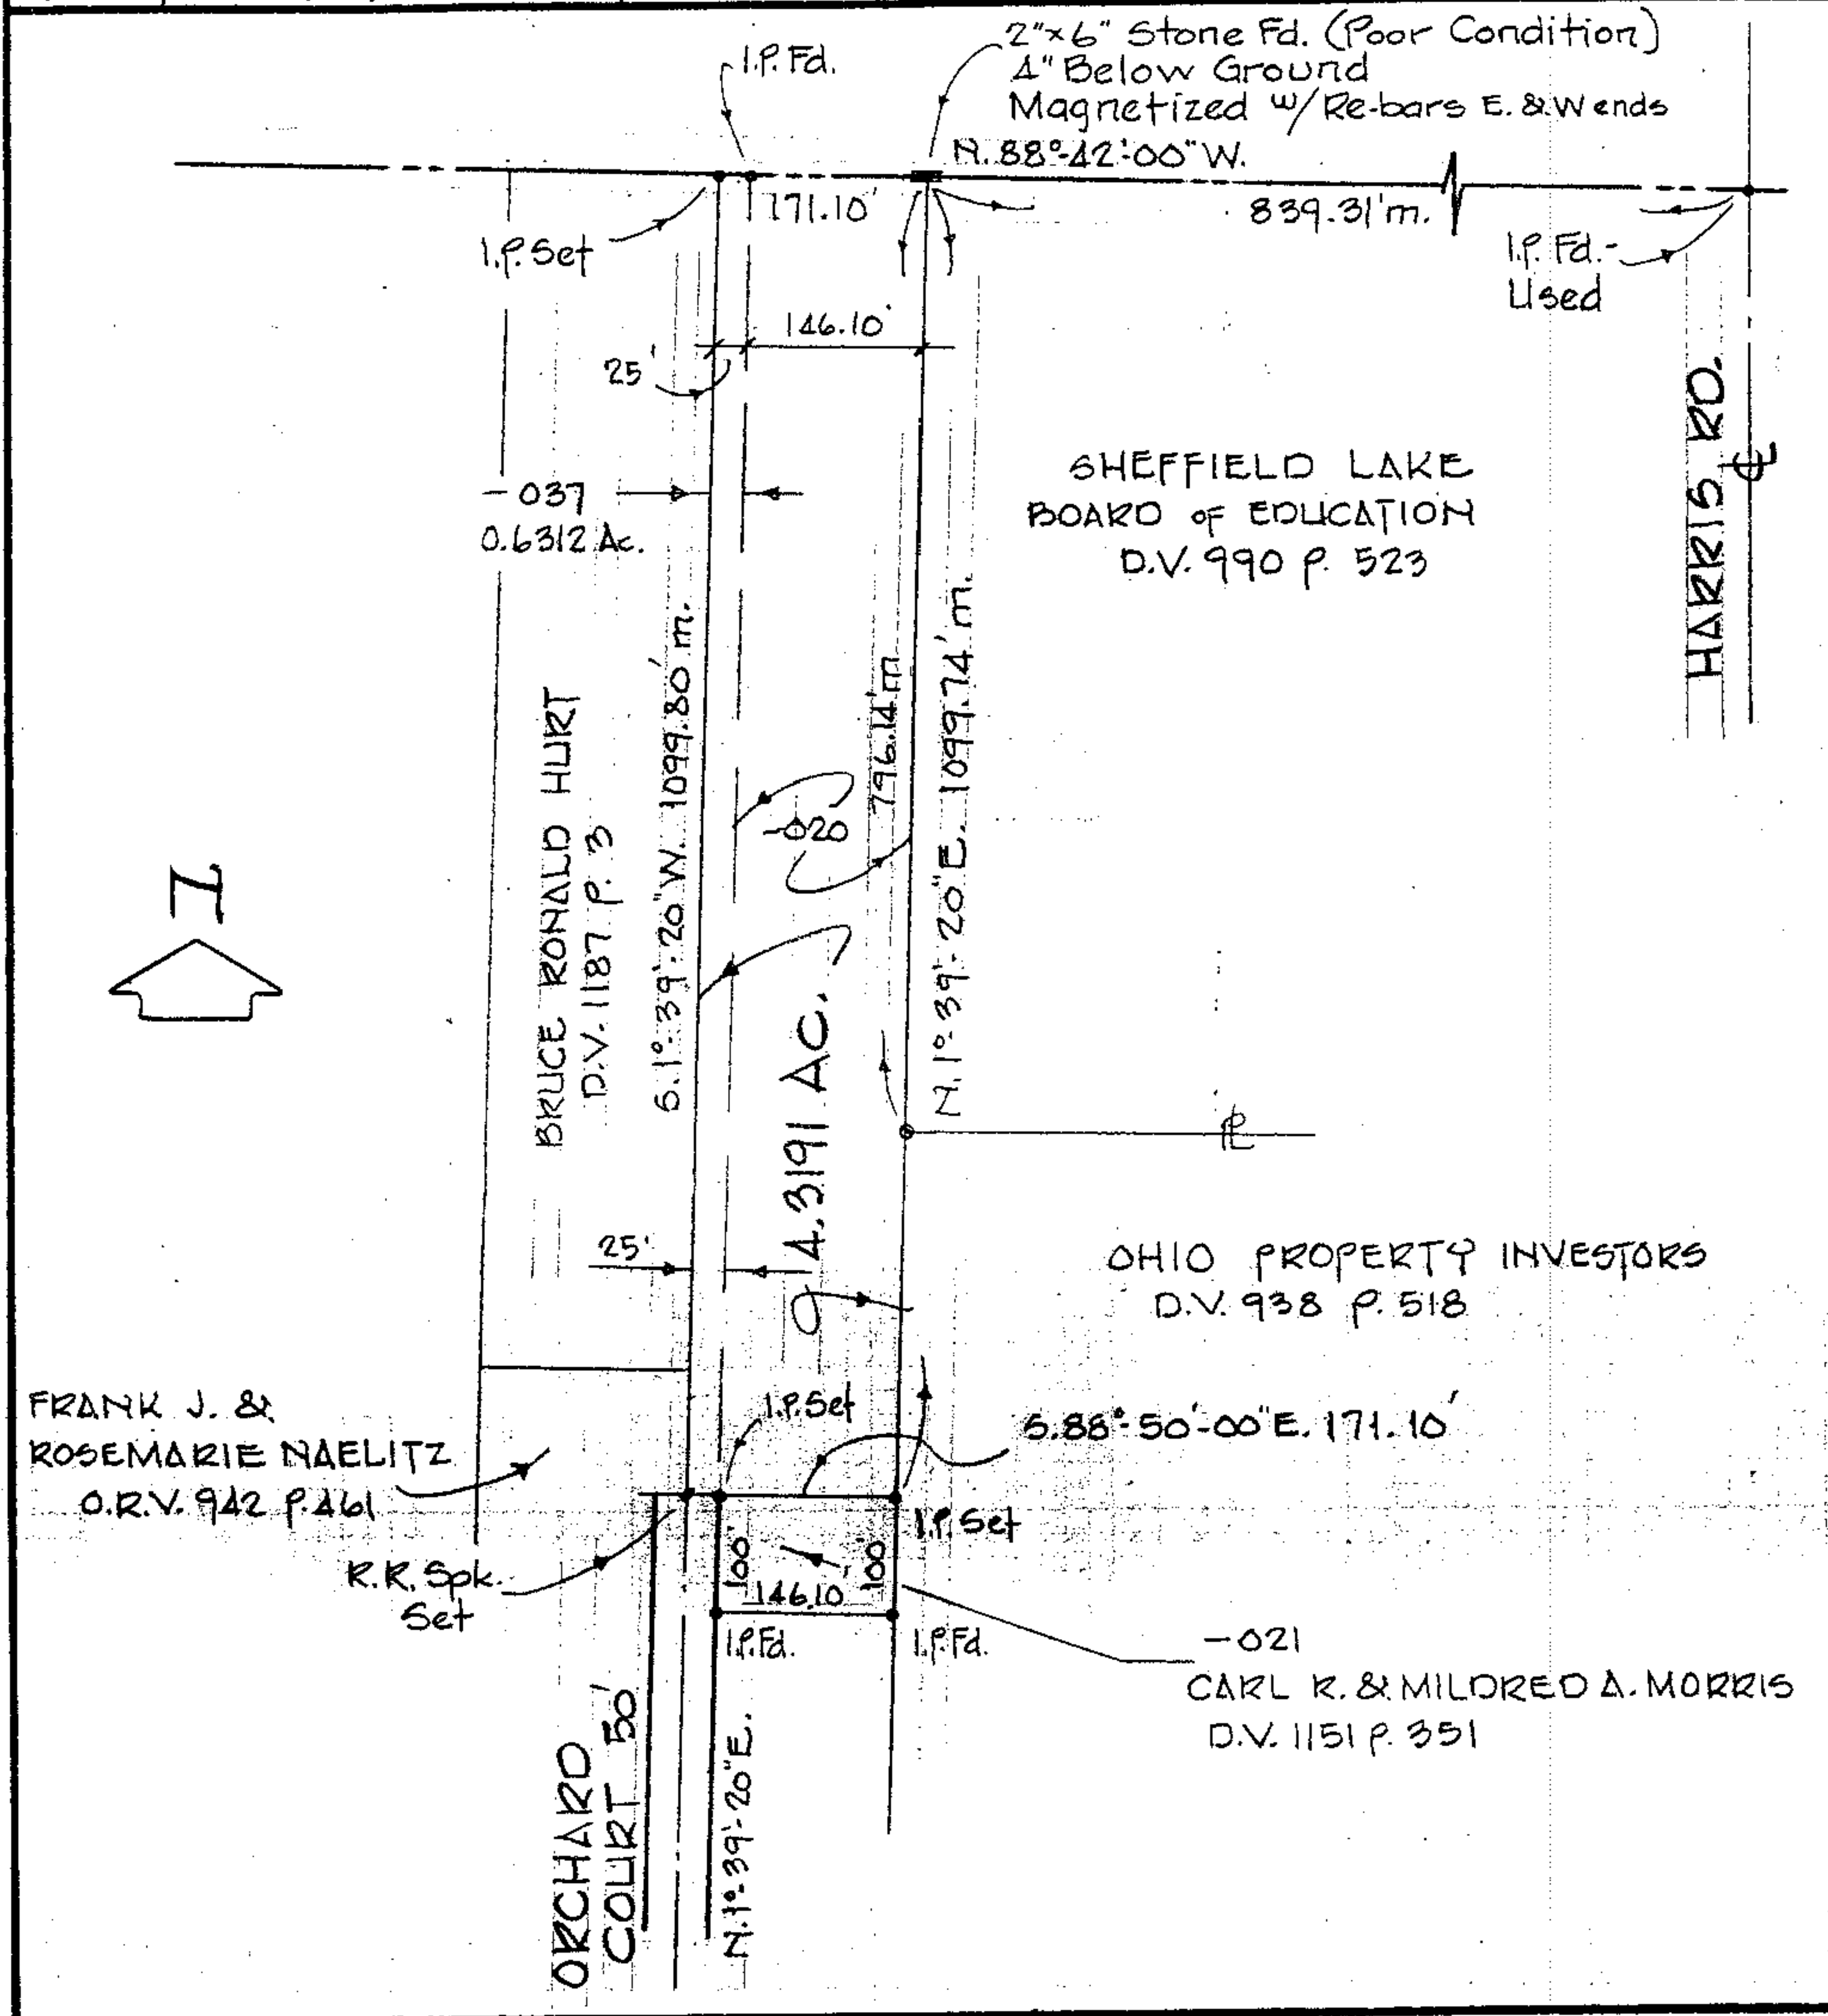 I.P. Fd.
2"x6" Stone Fd. (Poor Condition)
4" Below Ground
Magnetized w/ Re-bars E. & W ends
N. 88°-42'-00" W.
171.10'
839.31' m.
I.P. Set
I.P. Fd.-
Used
146.10'
25'
HARRIS RD.
℄
-037
0.6312 Ac.
SHEFFIELD LAKE
BOARD of EDUCATION
D.V. 990 P. 523
BRUCE RONALD HURT
D.V. 1187 P. 3
S. 1°-39'-20" W. 1099.80' m.
796.14' m
N. 1°-39'-20" E. 1099.74' m.
-020
N
4.3191 AC.
℄
25'
OHIO PROPERTY INVESTORS
D.V. 938 P. 518
FRANK J. &
ROSEMARIE NAELITZ
O.R.V. 942 P. 461
I.P. Set
S. 88°-50'-00" E. 171.10'
I.P. Set
R.R. Spk.
Set
100'
100'
146.10'
I.P. Fd.
I.P. Fd.
-021
CARL R. & MILDRED A. MORRIS
D.V. 1151 P. 351
ORCHARD
COURT 50'
N. 1°-39'-20" E.